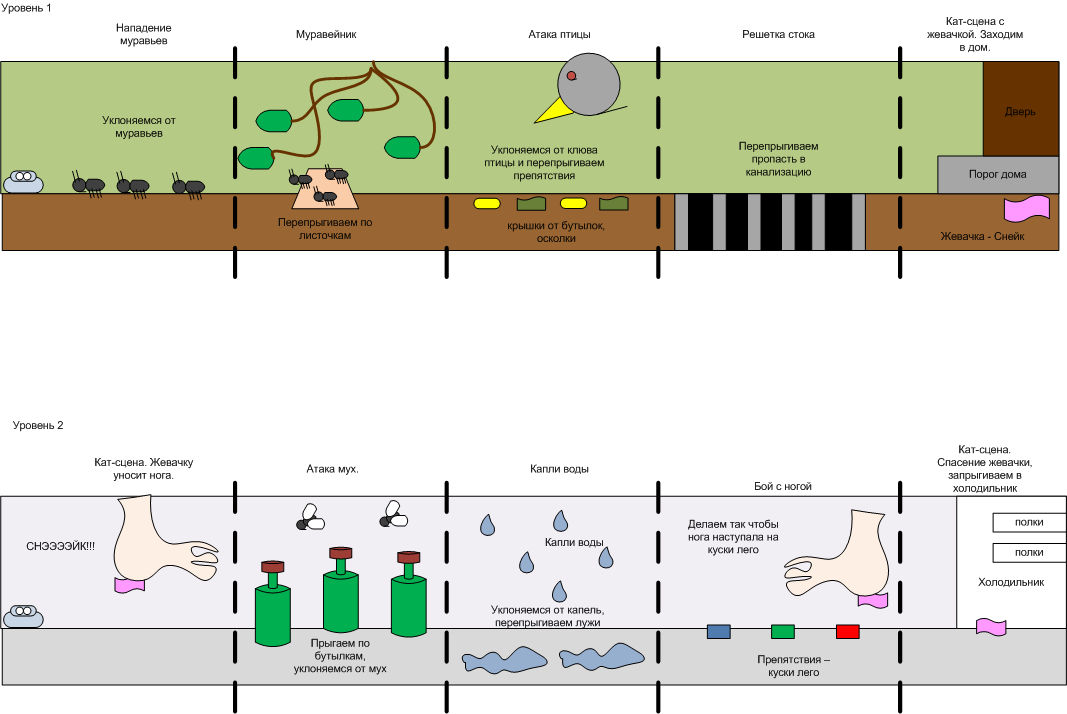 Уровень 1
Нападение
муравьев
Муравейник
Атака птицы
Решетка стока
Кат-сцена с
жевачкой. Заходим
в дом.
Уклоняемся от
муравьев
Уклоняемся от клюва
птицы и перепрыгиваем
препятствия
Перепрыгиваем
пропасть в
канализацию
Дверь
Порог дома
Перепрыгиваем по
листочкам
крышки от бутылок,
осколки
Жевачка - Снейк
Уровень 2
Кат-сцена. Жевачку
уносит нога.
Атака мух.
Капли воды
Бой с ногой
Кат-сцена.
Спасение жевачки,
запрыгиваем в
холодильник
СНЭЭЭЭЙК!!!
Капли воды
Уклоняемся от капель,
перепрыгиваем лужи
Делаем так чтобы
нога наступала на
куски лего
полки
полки
Холодильник
Прыгаем по
бутылкам,
уклоняемся от мух
Препятствия –
куски лего